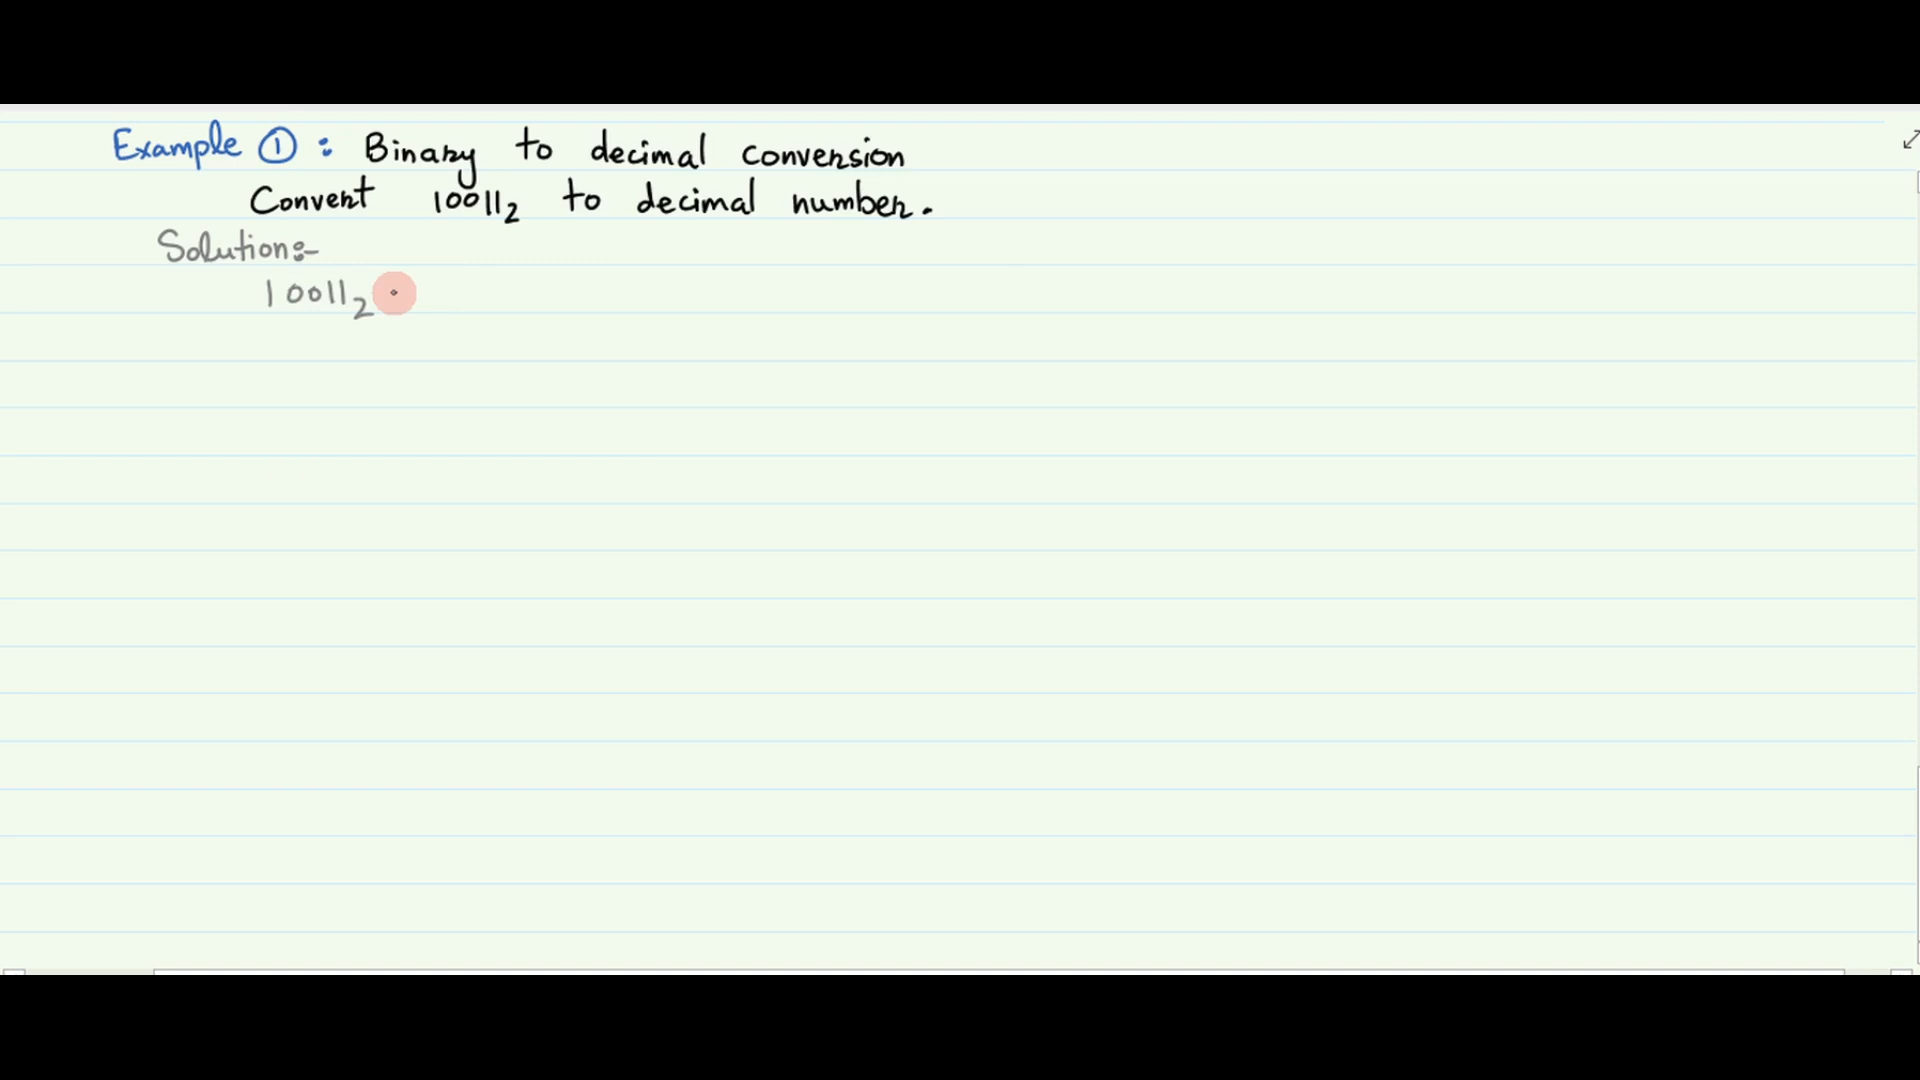 Example ① : Binary to decimal conversion
Convert 10011₂ to decimal number.
Solution:-
10011₂